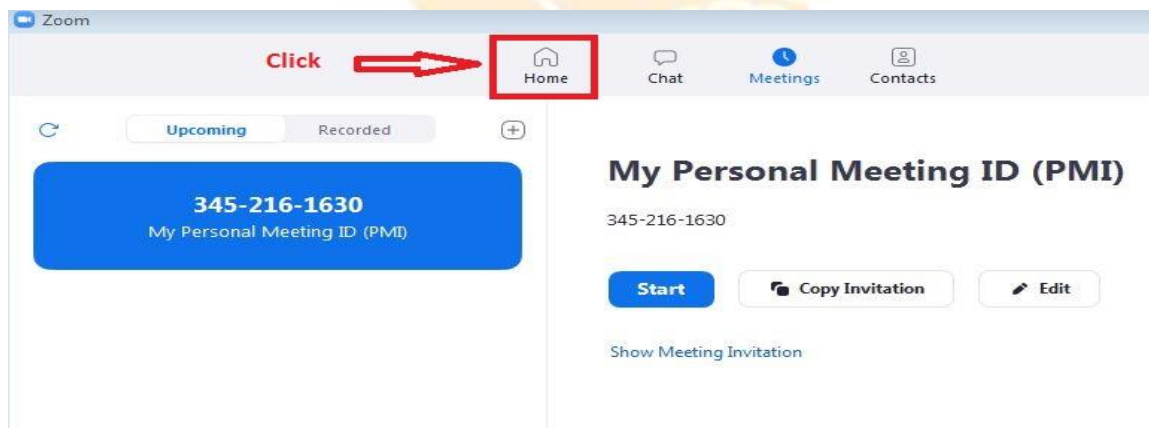 Zoom
Click
Home
Chat
Meetings
Contacts
Upcoming
Recorded
345-216-1630
My Personal Meeting ID (PMI)
My Personal Meeting ID (PMI)
345-216-1630
Start
Copy Invitation
Edit
Show Meeting Invitation